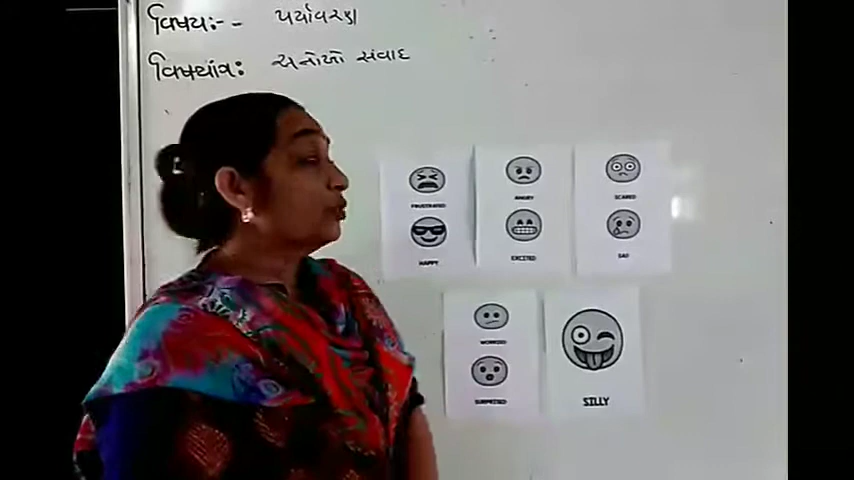 વિષય:- - પર્યાવરણ
વિષયાંગ: અનોખો સંવાદ
FRUSTRATED
HAPPY
ANGRY
EXCITED
SCARED
SAD
WORRIED
SURPRISED
SILLY